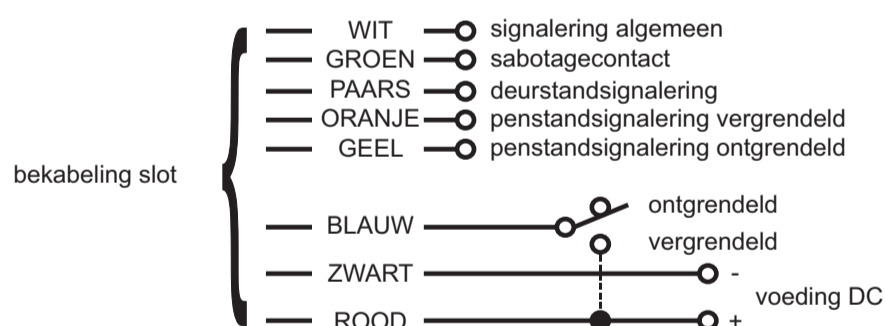 WIT signalering algemeen
GROEN sabotagecontact
PAARS deurstandsignalering
ORANJE penstandsignalering vergrendeld
GEEL penstandsignalering ontgrendeld
bekabeling slot
ontgrendeld
BLAUW
vergrendeld
ZWART -
voeding DC
ROOD +